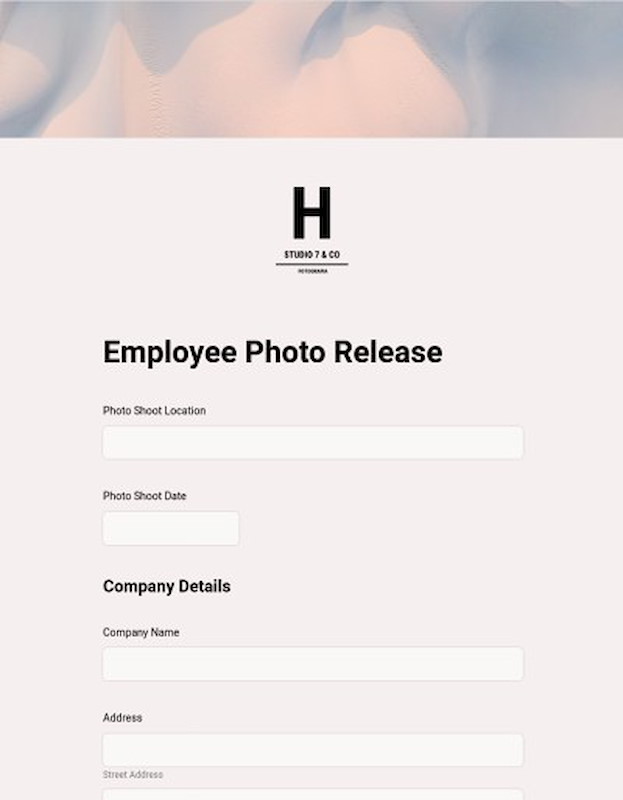 H
STUDIO 7 & CO
Employee Photo Release
Photo Shoot Location
Photo Shoot Date
Company Details
Company Name
Address
Street Address